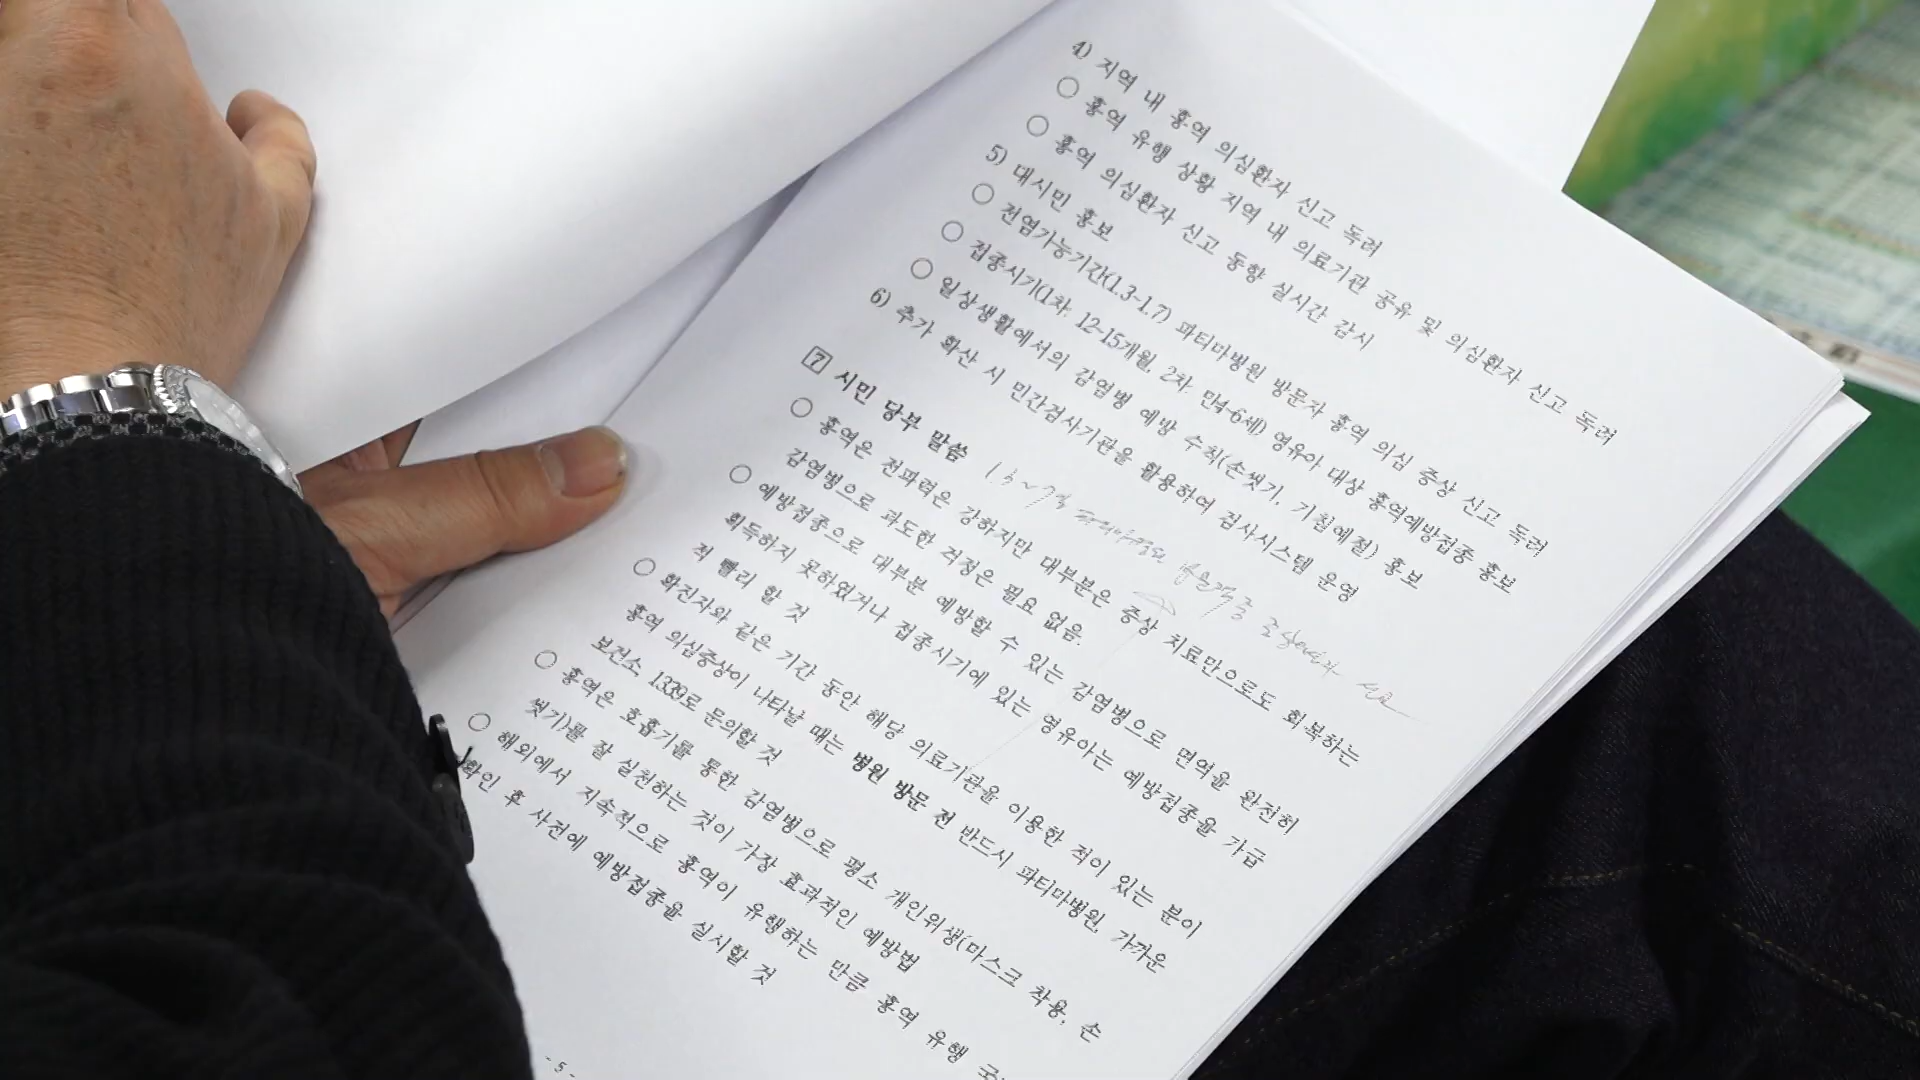 4) 지역 내 홍역 의심환자 신고 독려
○ 홍역 유행 상황 지역 내 의료기관 공유 및 의심환자 신고 독려
○ 홍역 의심환자 신고 동향 실시간 감시
5) 대시민 홍보
○ 전염가능기간(1.3~1.7) 파티마병원 방문자 홍역 의심 증상 신고 독려
○ 접종시기(1차: 12-15개월, 2차: 만4-6세) 영유아 대상 홍역예방접종 홍보
○ 일상생활에서의 감염병 예방 수칙(손씻기, 기침예절) 홍보
6) 추가 확산 시 민간검사기관을 활용하여 검사시스템 운영
7 시민 당부 말씀 1.3~7일
○ 홍역은 전파력은 강하지만 대부분은 증상 치료만으로도 회복하는
감염병으로 과도한 걱정은 필요 없음.
○ 예방접종으로 대부분 예방할 수 있는 감염병으로 면역을 완전히
획득하지 못하였거나 접종시기에 있는 영유아는 예방접종을 가급
적 빨리 할 것
○ 확진자와 같은 기간 동안 해당 의료기관을 이용한 적이 있는 분이
홍역 의심증상이 나타날 때는 병원 방문 전 반드시 파티마병원, 가까운
보건소, 1339로 문의할 것
○ 홍역은 호흡기를 통한 감염병으로 평소 개인위생(마스크 착용, 손
씻기)를 잘 실천하는 것이 가장 효과적인 예방법
○ 해외에서 지속적으로 홍역이 유행하는 만큼 홍역 유행
확인 후 사전에 예방접종을 실시할 것
- 5 -